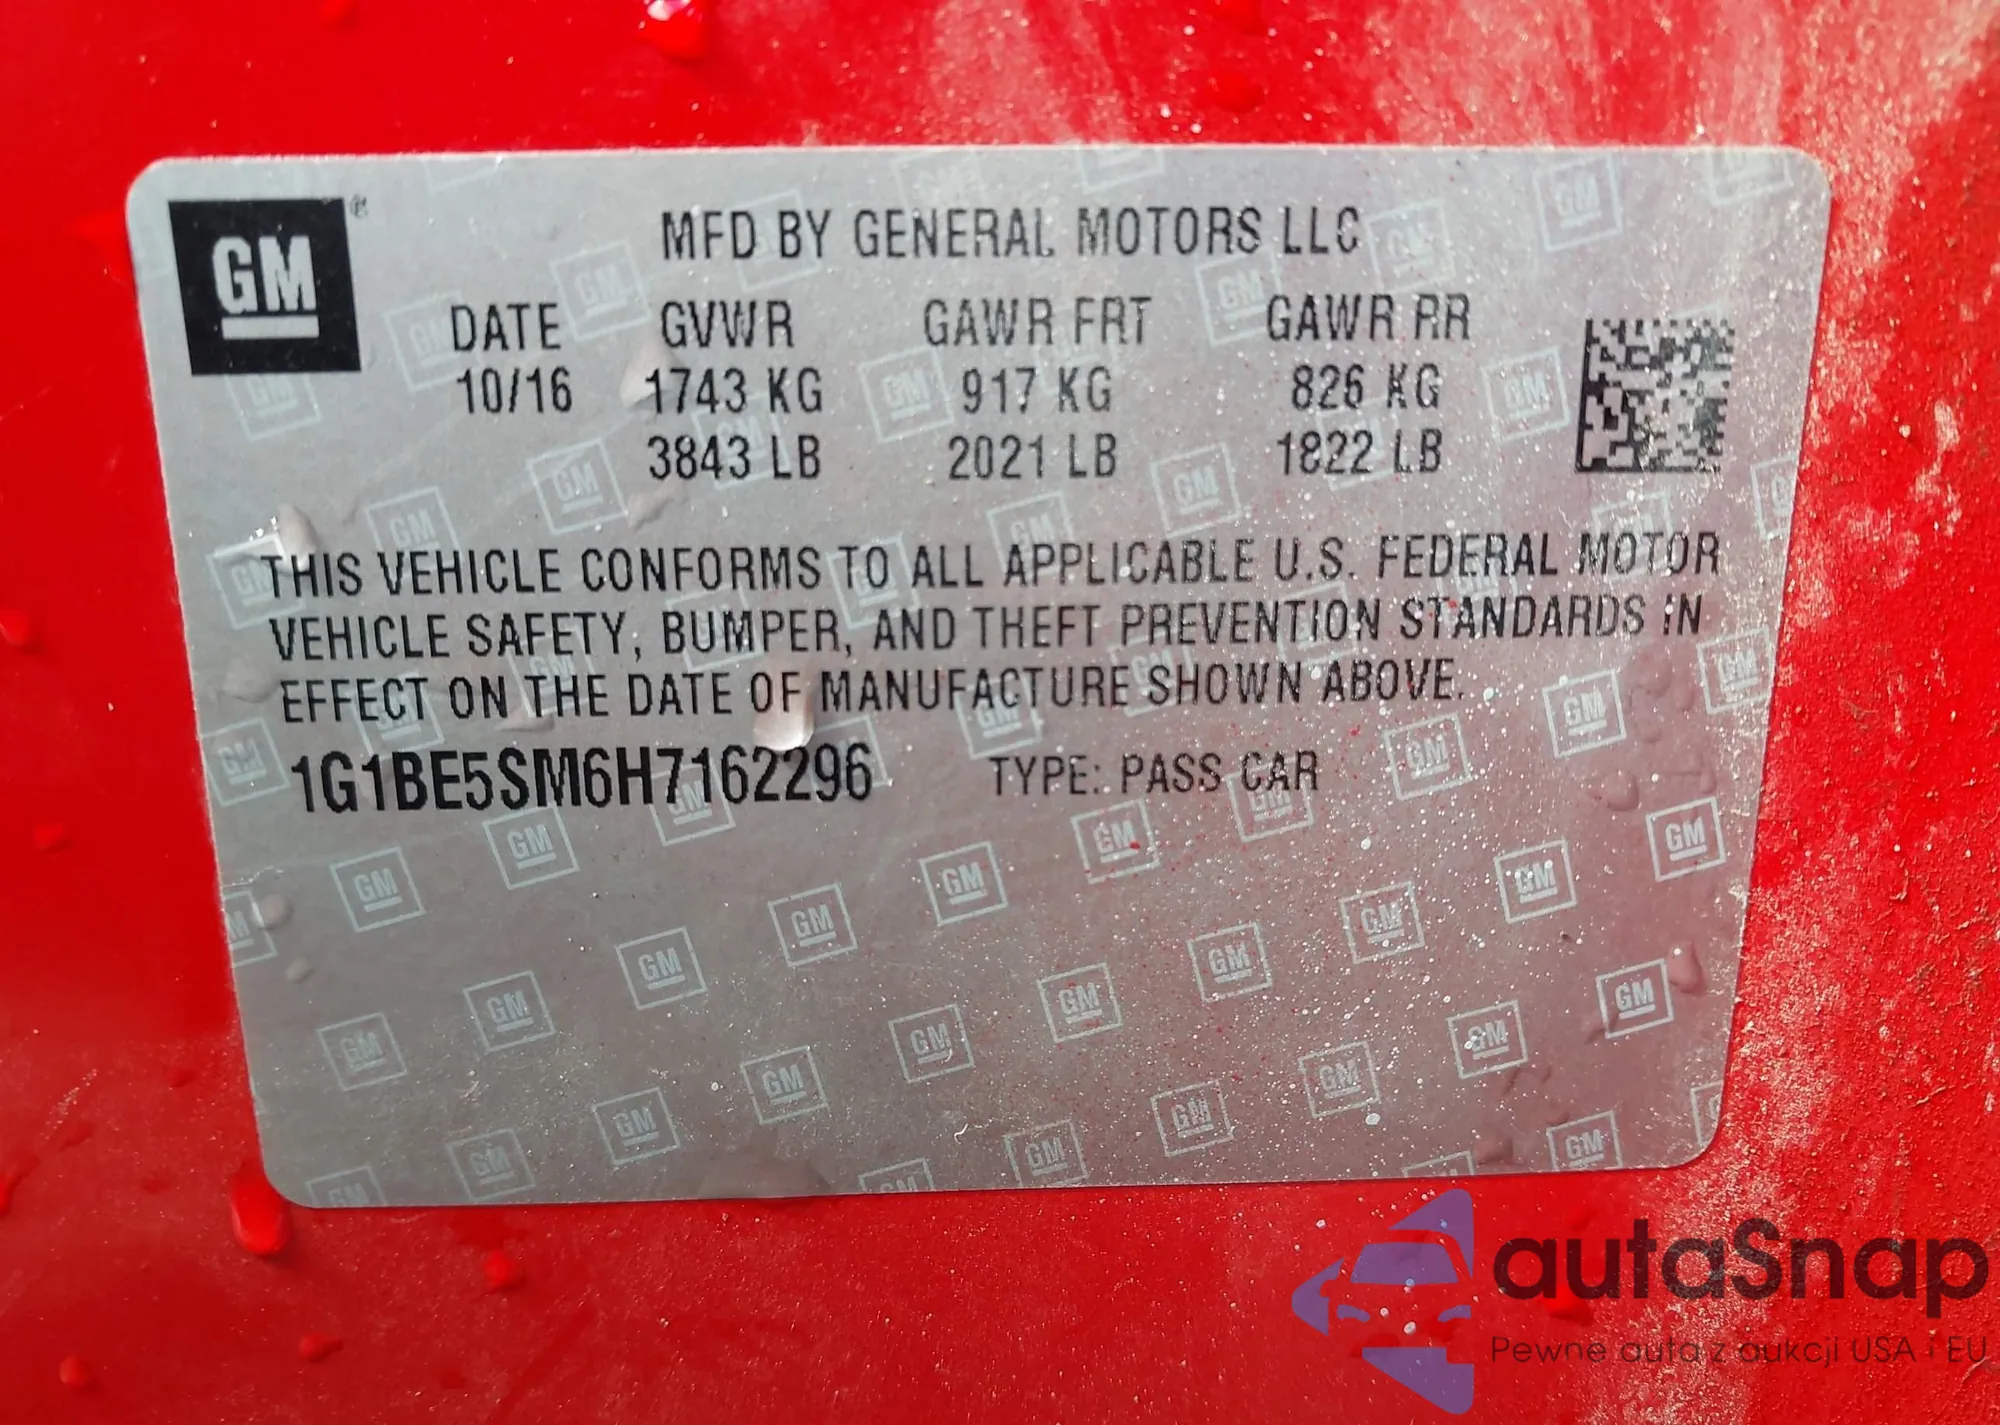 GM ®
MFD BY GENERAL MOTORS LLC
DATE GVWR GAWR FRT GAWR RR
10/16 1743 KG 917 KG 826 KG
3843 LB 2021 LB 1822 LB
THIS VEHICLE CONFORMS TO ALL APPLICABLE U.S. FEDERAL MOTOR
VEHICLE SAFETY, BUMPER, AND THEFT PREVENTION STANDARDS IN
EFFECT ON THE DATE OF MANUFACTURE SHOWN ABOVE.
1G1BE5SM6H7162296 TYPE: PASS CAR
autaSnap
Pewne auta z aukcji USA i EU